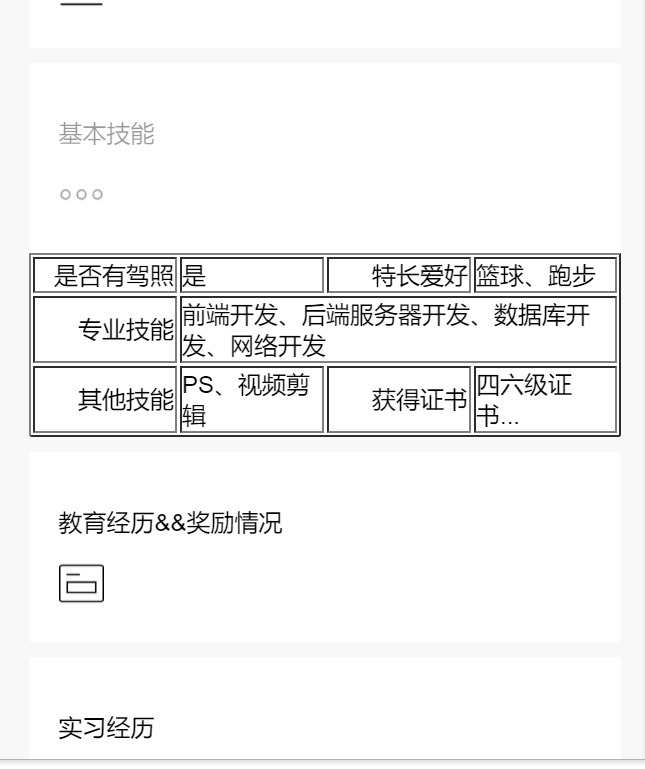 基本技能
是否有驾照 是 特长爱好 篮球、跑步
专业技能 前端开发、后端服务器开发、数据库开
发、网络开发
其他技能 PS、视频剪
辑
获得证书 四六级证
书...
教育经历&&奖励情况
实习经历